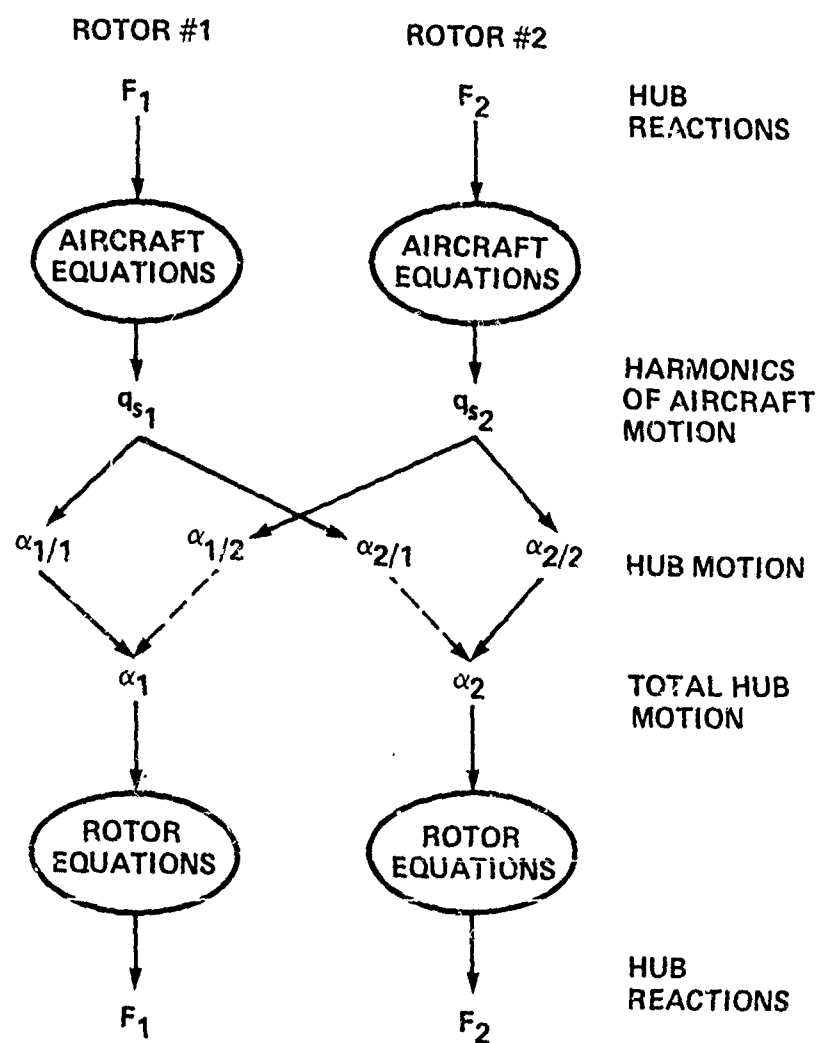 ROTOR #1
ROTOR #2
F1
F2
HUB
REACTIONS
AIRCRAFT
EQUATIONS
AIRCRAFT
EQUATIONS
qs1
qs2
HARMONICS
OF AIRCRAFT
MOTION
α1/1
α1/2
α2/1
α2/2
HUB MOTION
α1
α2
TOTAL HUB
MOTION
ROTOR
EQUATIONS
ROTOR
EQUATIONS
F1
F2
HUB
REACTIONS